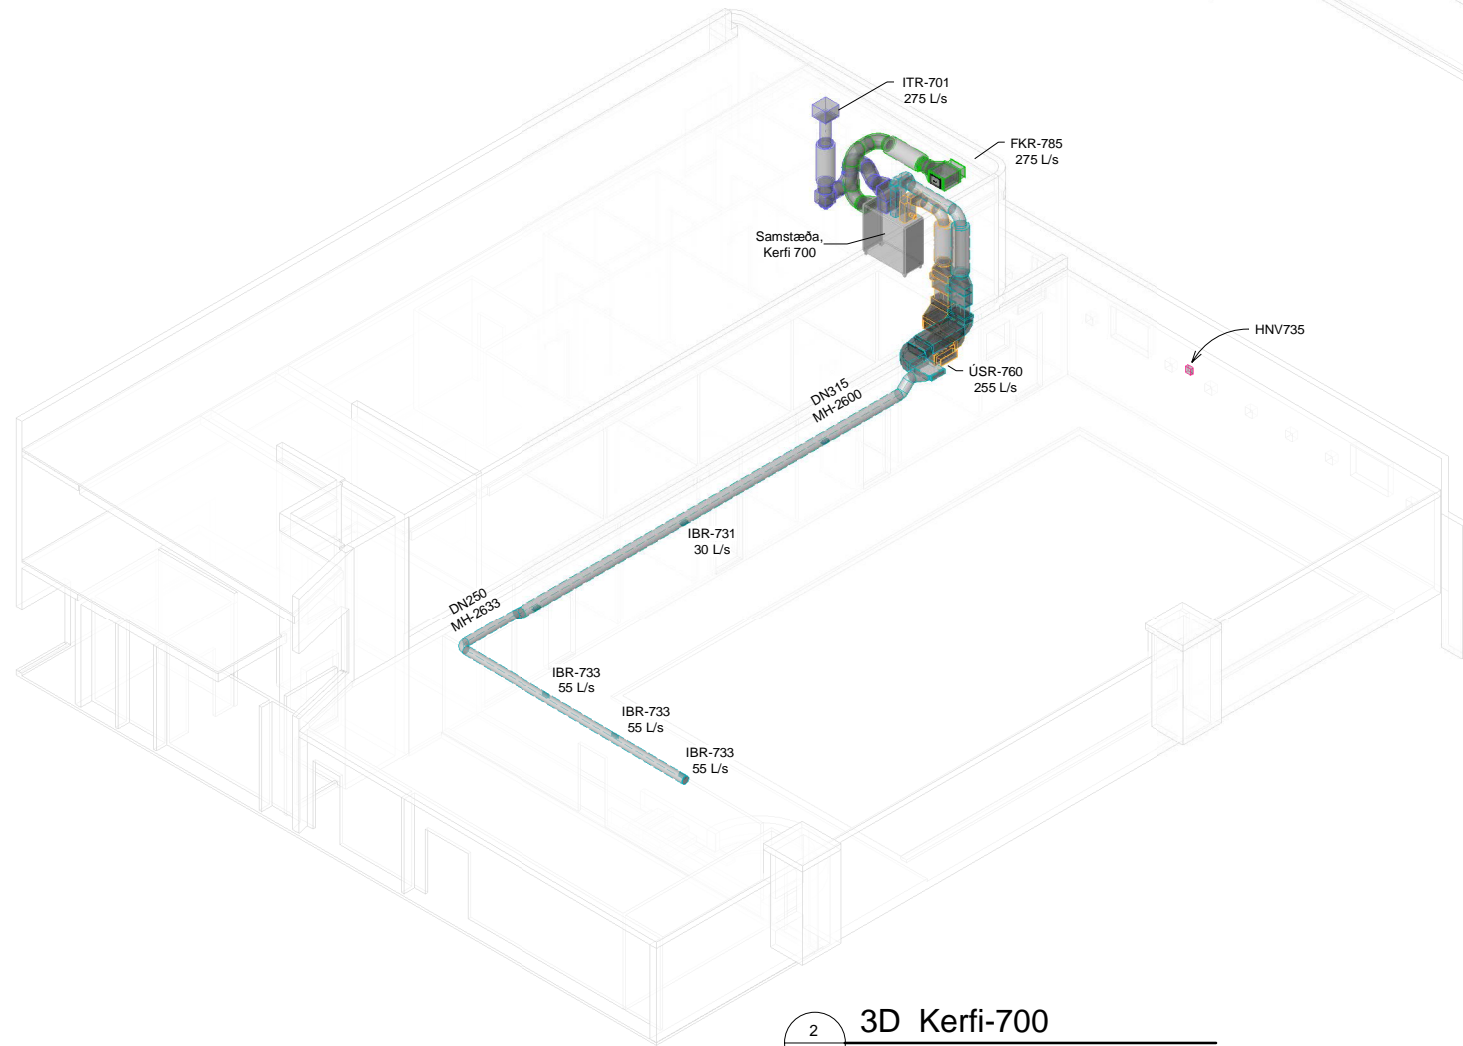 ITR-701
275 L/s
FKR-785
275 L/s
Samstæða,
Kerfi 700
HNV735
ÚSR-760
255 L/s
DN315
MH-2600
IBR-731
30 L/s
DN250
MH-2633
IBR-733
55 L/s
IBR-733
55 L/s
IBR-733
55 L/s
2
3D Kerfi-700